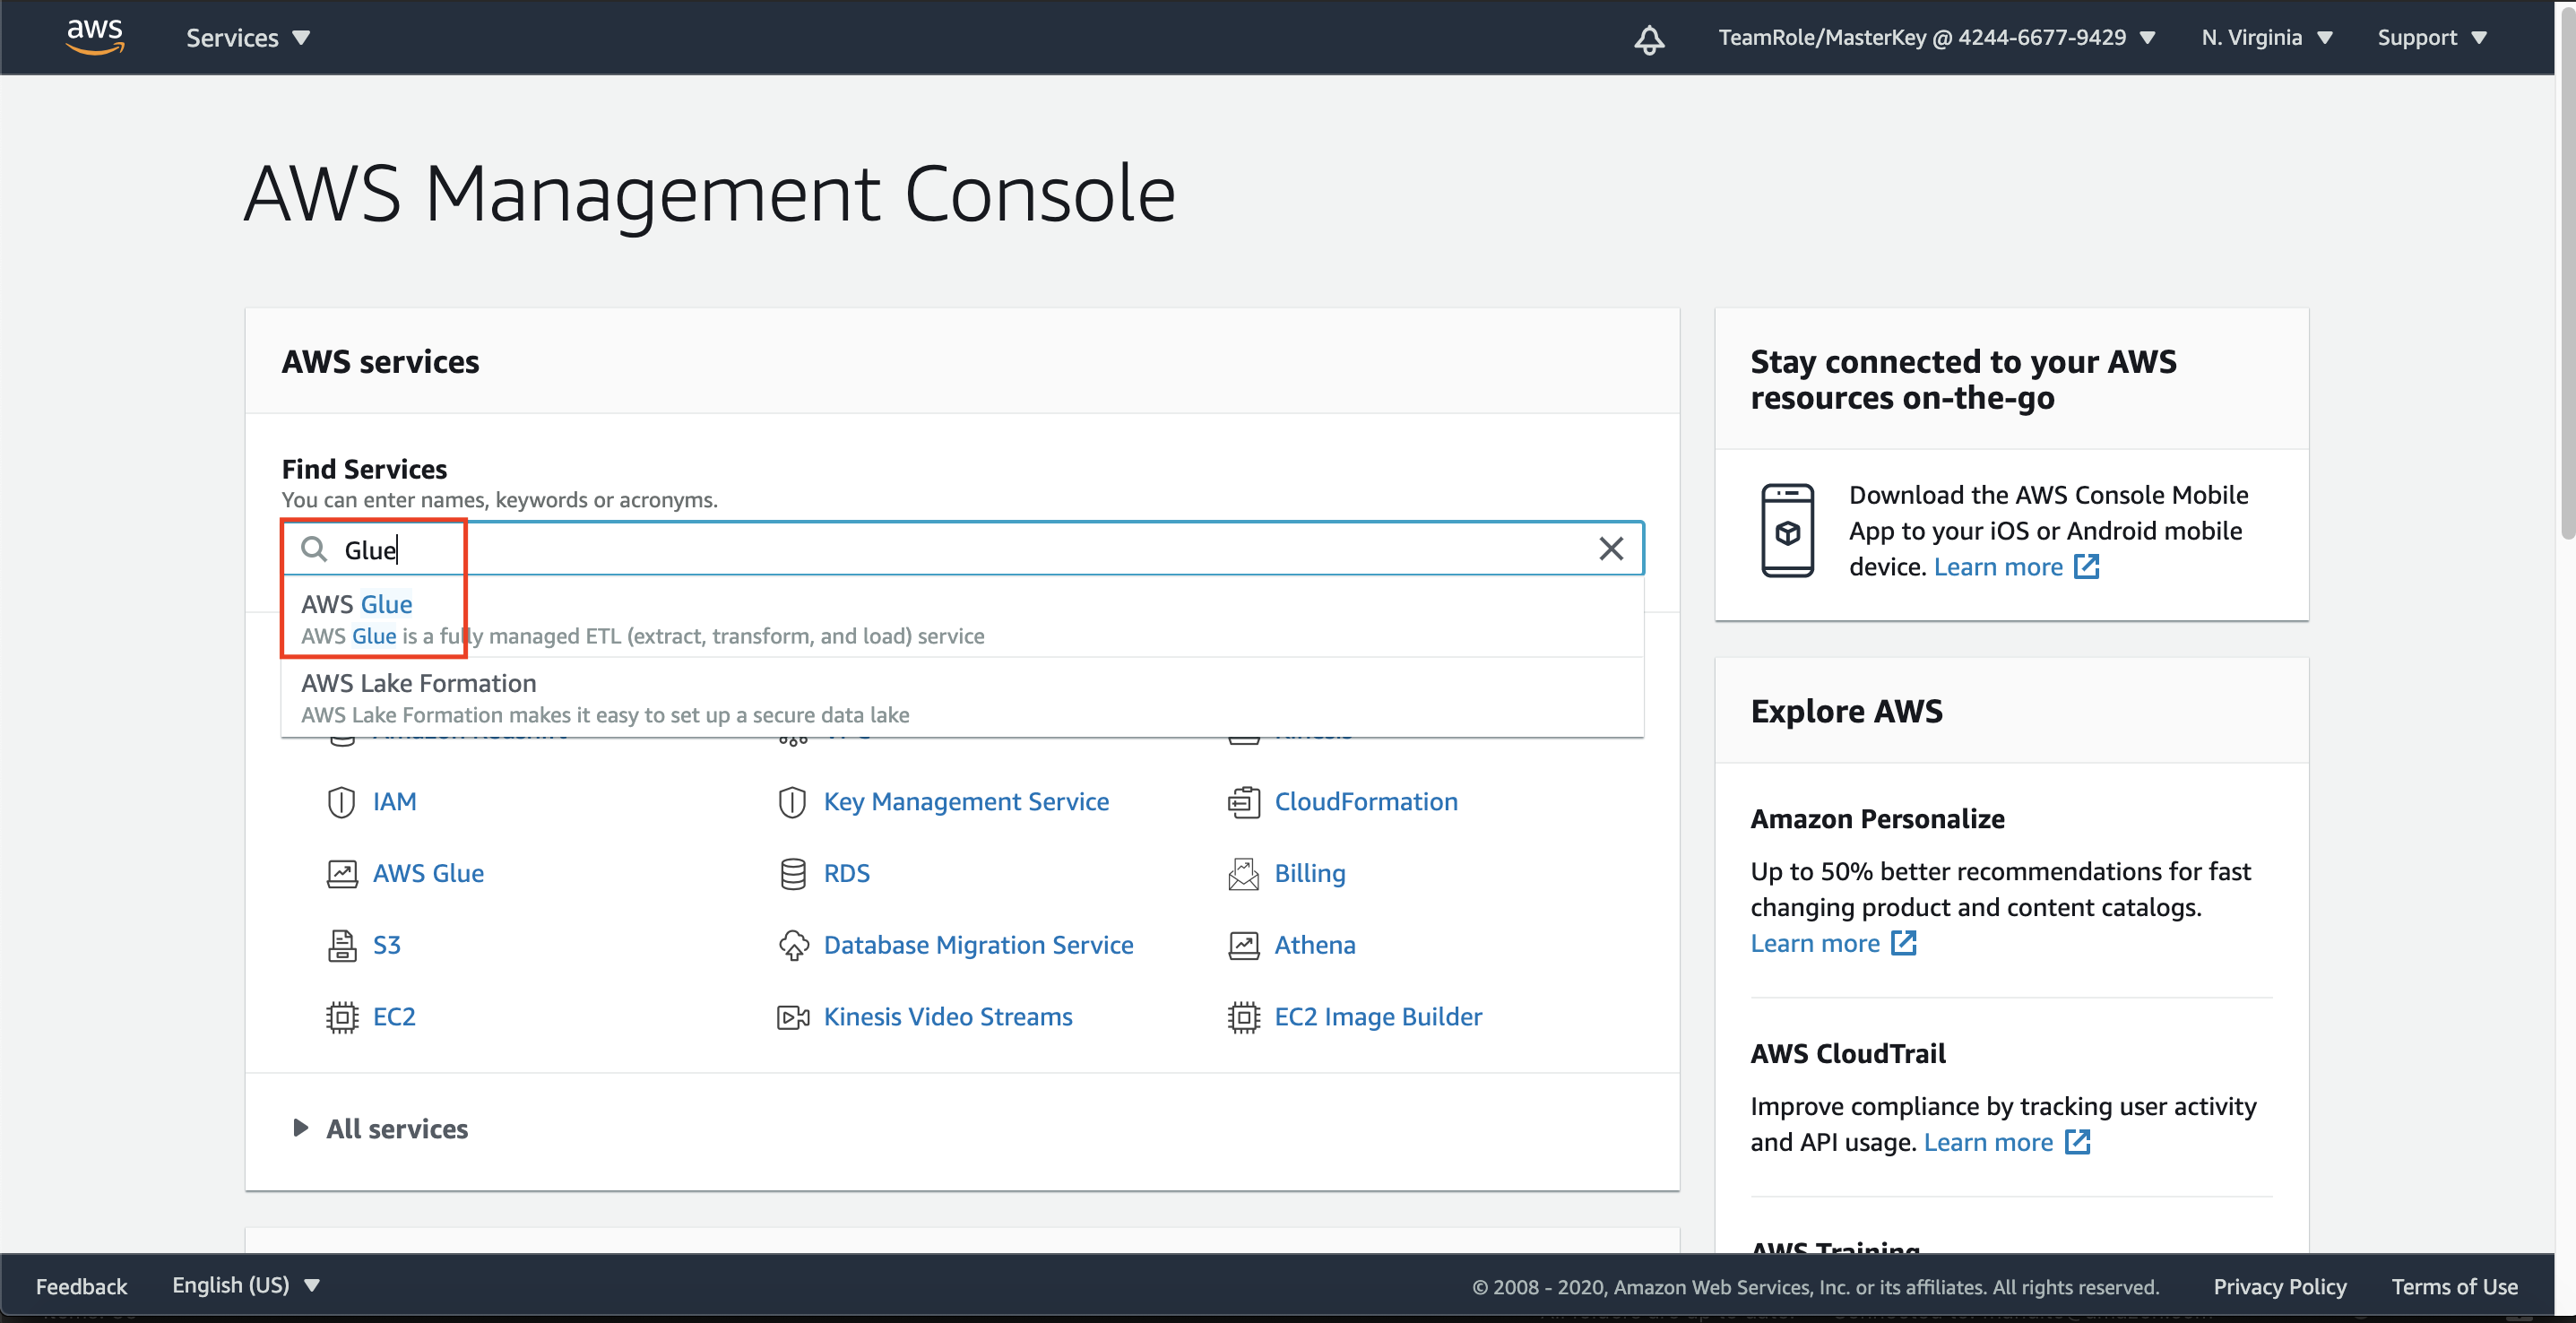 aws
Services
TeamRole/MasterKey @ 4244-6677-9429
N. Virginia
Support
AWS Management Console
AWS services
Find Services
You can enter names, keywords or acronyms.
Glue
AWS Glue
AWS Glue is a fully managed ETL (extract, transform, and load) service
AWS Lake Formation
AWS Lake Formation makes it easy to set up a secure data lake
IAM
Key Management Service
CloudFormation
AWS Glue
RDS
Billing
S3
Database Migration Service
Athena
EC2
Kinesis Video Streams
EC2 Image Builder
All services
Stay connected to your AWS
resources on-the-go
Download the AWS Console Mobile
App to your iOS or Android mobile
device. Learn more
Explore AWS
Amazon Personalize
Up to 50% better recommendations for fast
changing product and content catalogs.
Learn more
AWS CloudTrail
Improve compliance by tracking user activity
and API usage. Learn more
AWS Training
Feedback
English (US)
© 2008 - 2020, Amazon Web Services, Inc. or its affiliates. All rights reserved.
Privacy Policy
Terms of Use